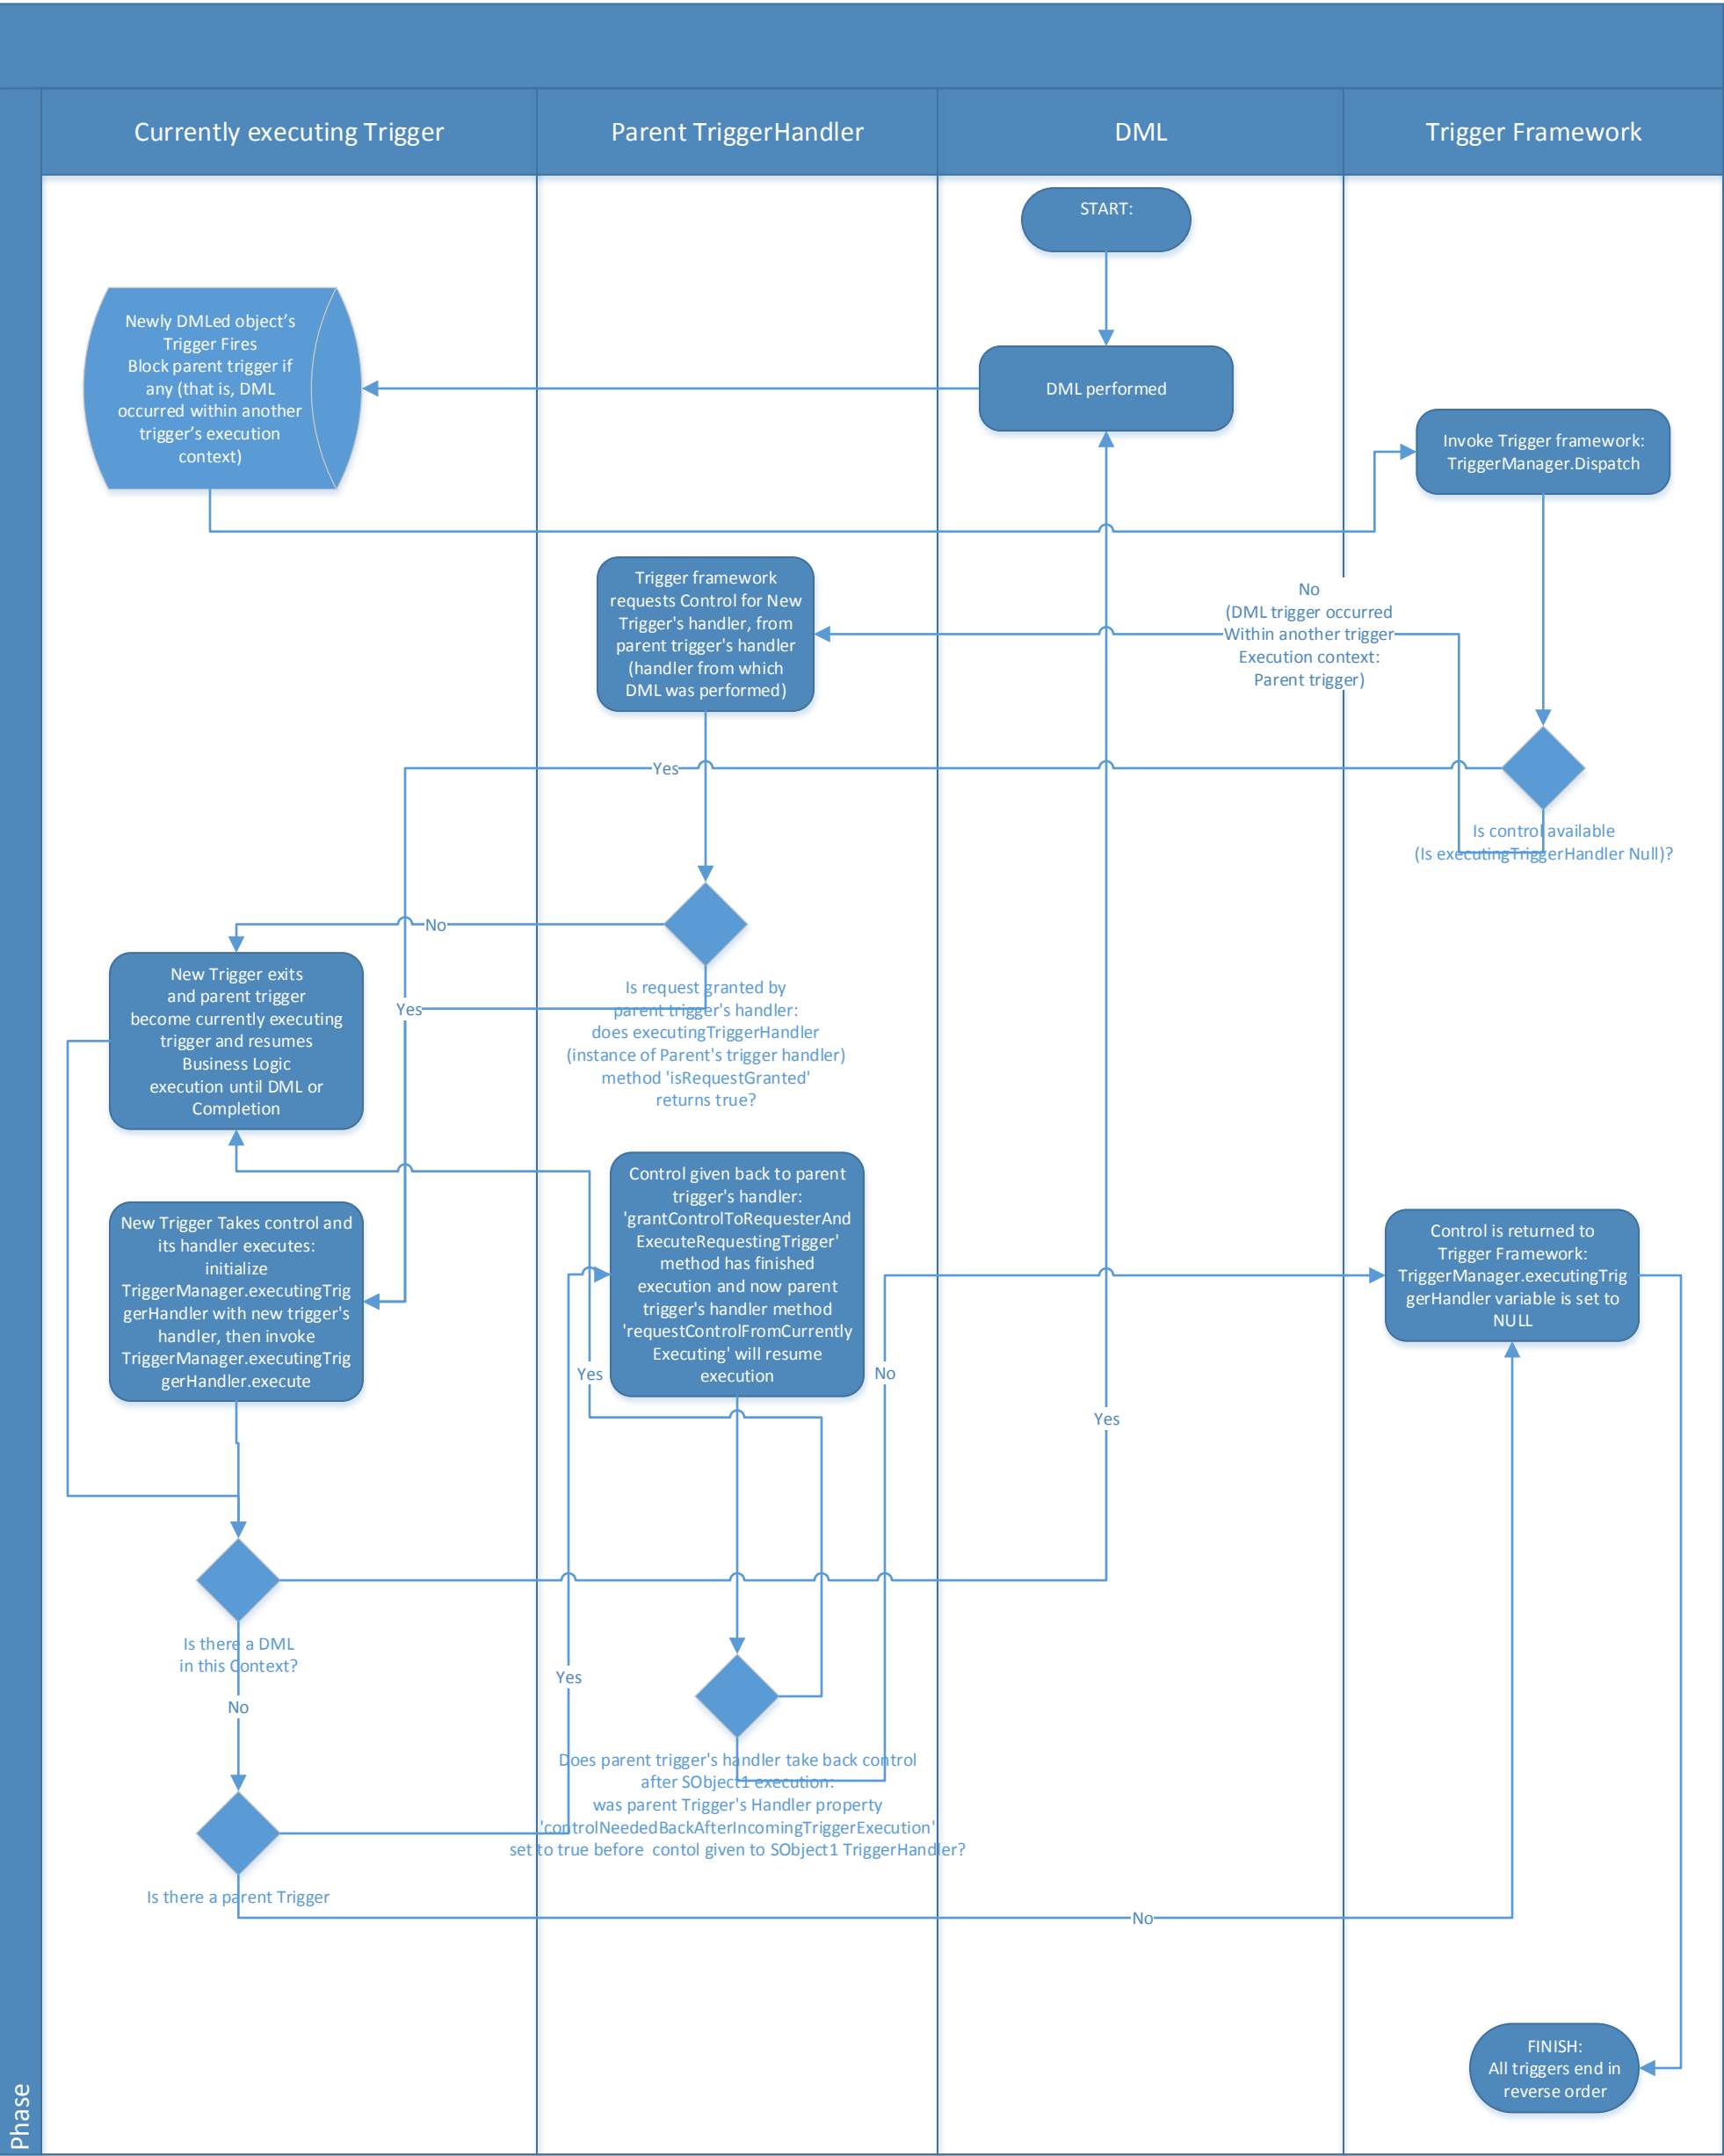 Currently executing Trigger
Parent TriggerHandler
DML
Trigger Framework
START:
Newly DMLed object’s
Trigger Fires
Block parent trigger if
any (that is, DML
occurred within another
trigger’s execution
context)
DML performed
Invoke Trigger framework:
TriggerManager.Dispatch
Trigger framework
requests Control for New
Trigger's handler, from
parent trigger's handler
(handler from which
DML was performed)
No
(DML trigger occurred
Within another trigger
Execution context:
Parent trigger)
Yes
Is control available
(Is executingTriggerHandler Null)?
No
New Trigger exits
and parent trigger
become currently executing
trigger and resumes
Business Logic
execution until DML or
Completion
Yes
Is request granted by
parent trigger's handler:
does executingTriggerHandler
(instance of Parent's trigger handler)
method 'isRequestGranted'
returns true?
New Trigger Takes control and
its handler executes:
initialize
TriggerManager.executingTrig
gerHandler with new trigger's
handler, then invoke
TriggerManager.executingTrig
gerHandler.execute
Control given back to parent
trigger's handler:
'grantControlToRequesterAnd
ExecuteRequestingTrigger'
method has finished
execution and now parent
trigger's handler method
'requestControlFromCurrently
Executing' will resume
execution
Control is returned to
Trigger Framework:
TriggerManager.executingTrig
gerHandler variable is set to
NULL
Yes
No
Yes
Is there a DML
in this Context?
No
Yes
Does parent trigger's handler take back control
after SObject1 execution:
was parent Trigger's Handler property
'controlNeededBackAfterIncomingTriggerExecution'
set to true before contol given to SObject1 TriggerHandler?
Is there a parent Trigger
No
FINISH:
All triggers end in
reverse order
Phase